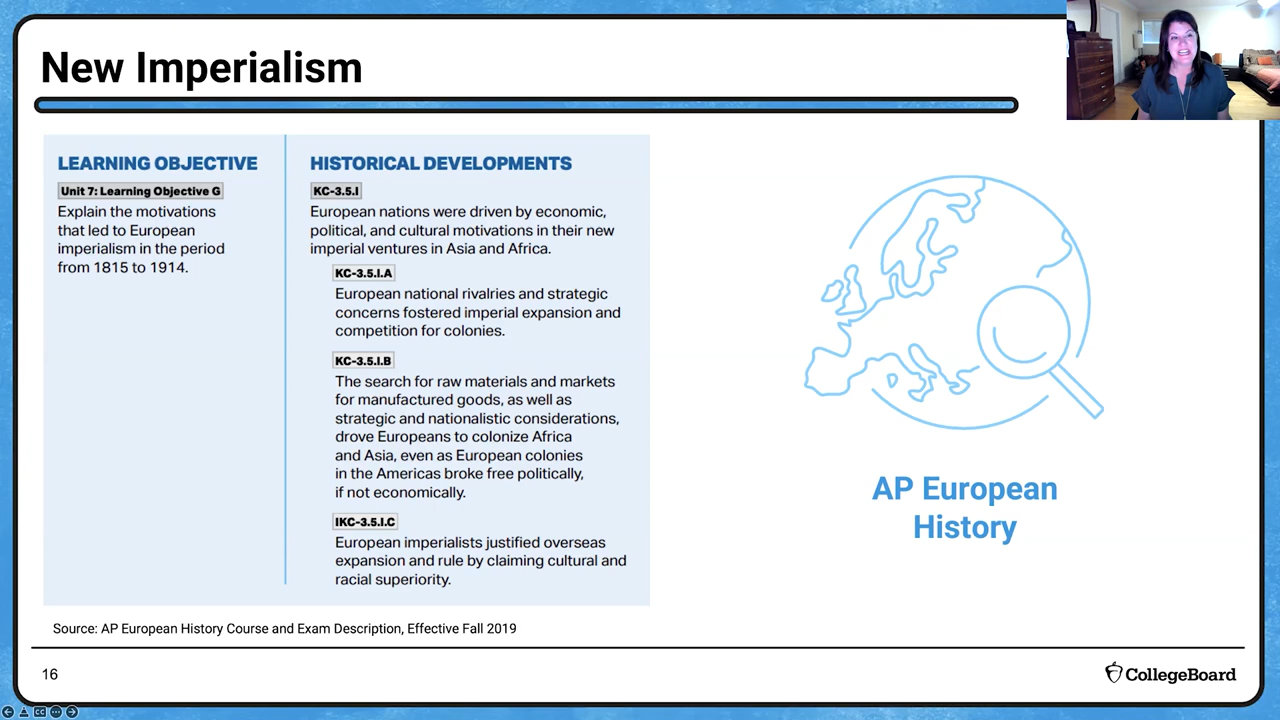 New Imperialism
LEARNING OBJECTIVE
Unit 7: Learning Objective G
Explain the motivations
that led to European
imperialism in the period
from 1815 to 1914.
HISTORICAL DEVELOPMENTS
KC-3.5.I
European nations were driven by economic,
political, and cultural motivations in their new
imperial ventures in Asia and Africa.
KC-3.5.I.A
European national rivalries and strategic
concerns fostered imperial expansion and
competition for colonies.
KC-3.5.I.B
The search for raw materials and markets
for manufactured goods, as well as
strategic and nationalistic considerations,
drove Europeans to colonize Africa
and Asia, even as European colonies
in the Americas broke free politically,
if not economically.
IKC-3.5.I.C
European imperialists justified overseas
expansion and rule by claiming cultural and
racial superiority.
AP European
History
Source: AP European History Course and Exam Description, Effective Fall 2019
16
CollegeBoard
CC